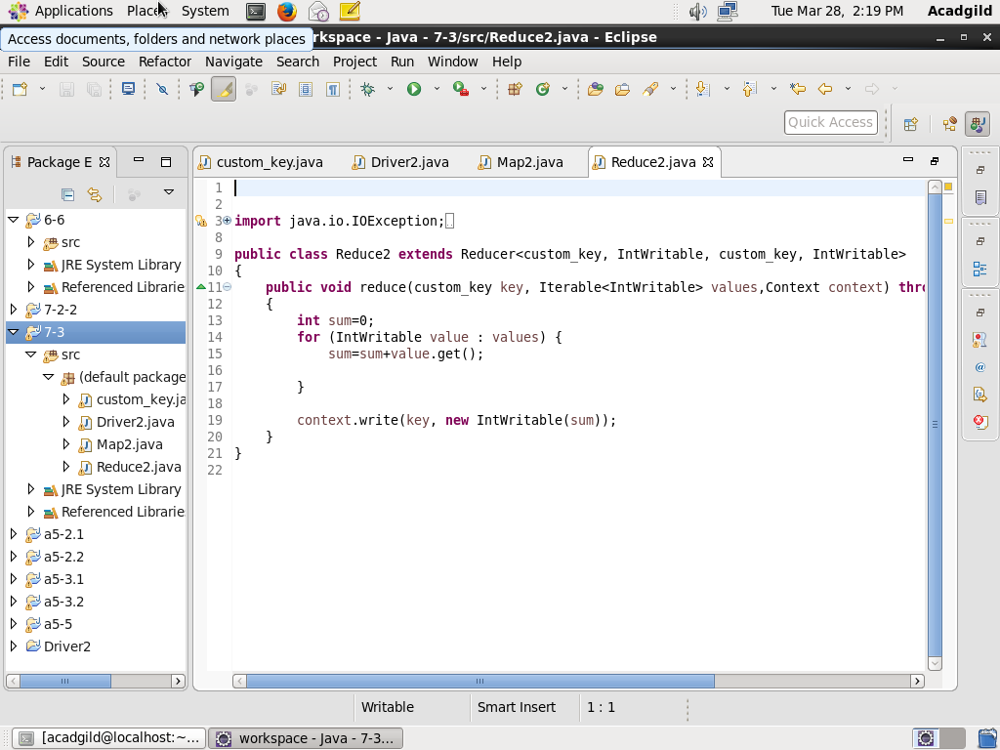 Applications Places System Tue Mar 28, 2:19 PM Acadgild
Access documents, folders and network places
rkspace - Java - 7-3/src/Reduce2.java - Eclipse
File Edit Source Refactor Navigate Search Project Run Window Help
Quick Access
Package E
custom_key.java Driver2.java Map2.java Reduce2.java
6-6
src
JRE System Library
Referenced Librarie
7-2-2
7-3
src
(default package
custom_key.ja
Driver2.java
Map2.java
Reduce2.java
JRE System Library
Referenced Librarie
a5-2.1
a5-2.2
a5-3.1
a5-3.2
a5-5
Driver2
1
2
3 import java.io.IOException;
8
9 public class Reduce2 extends Reducer<custom_key, IntWritable, custom_key, IntWritable>
10 {
11 public void reduce(custom_key key, Iterable<IntWritable> values,Context context) thro
12 {
13 int sum=0;
14 for (IntWritable value : values) {
15 sum=sum+value.get();
16
17 }
18
19 context.write(key, new IntWritable(sum));
20 }
21 }
22
Writable Smart Insert 1 : 1
[acadgild@localhost:~... workspace - Java - 7-3...